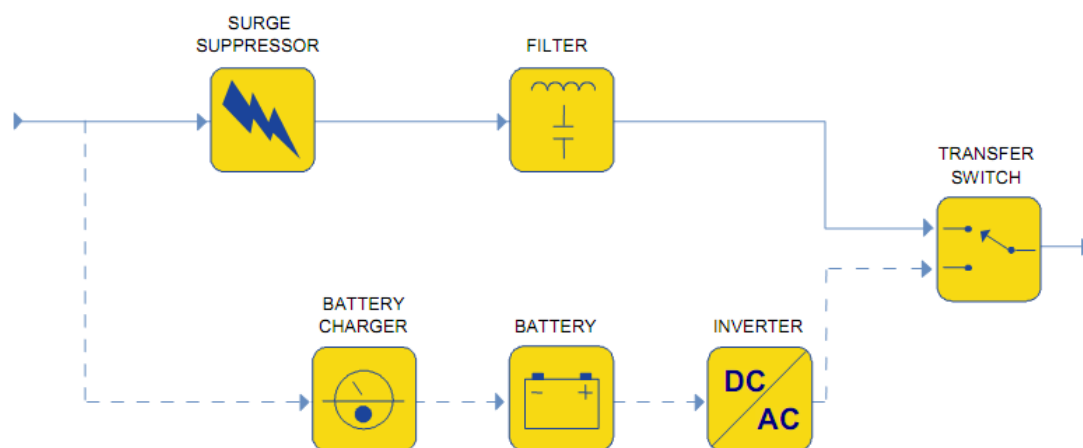 SURGE
SUPPRESSOR
FILTER
TRANSFER
SWITCH
BATTERY
CHARGER
BATTERY
INVERTER
- +
DC
AC